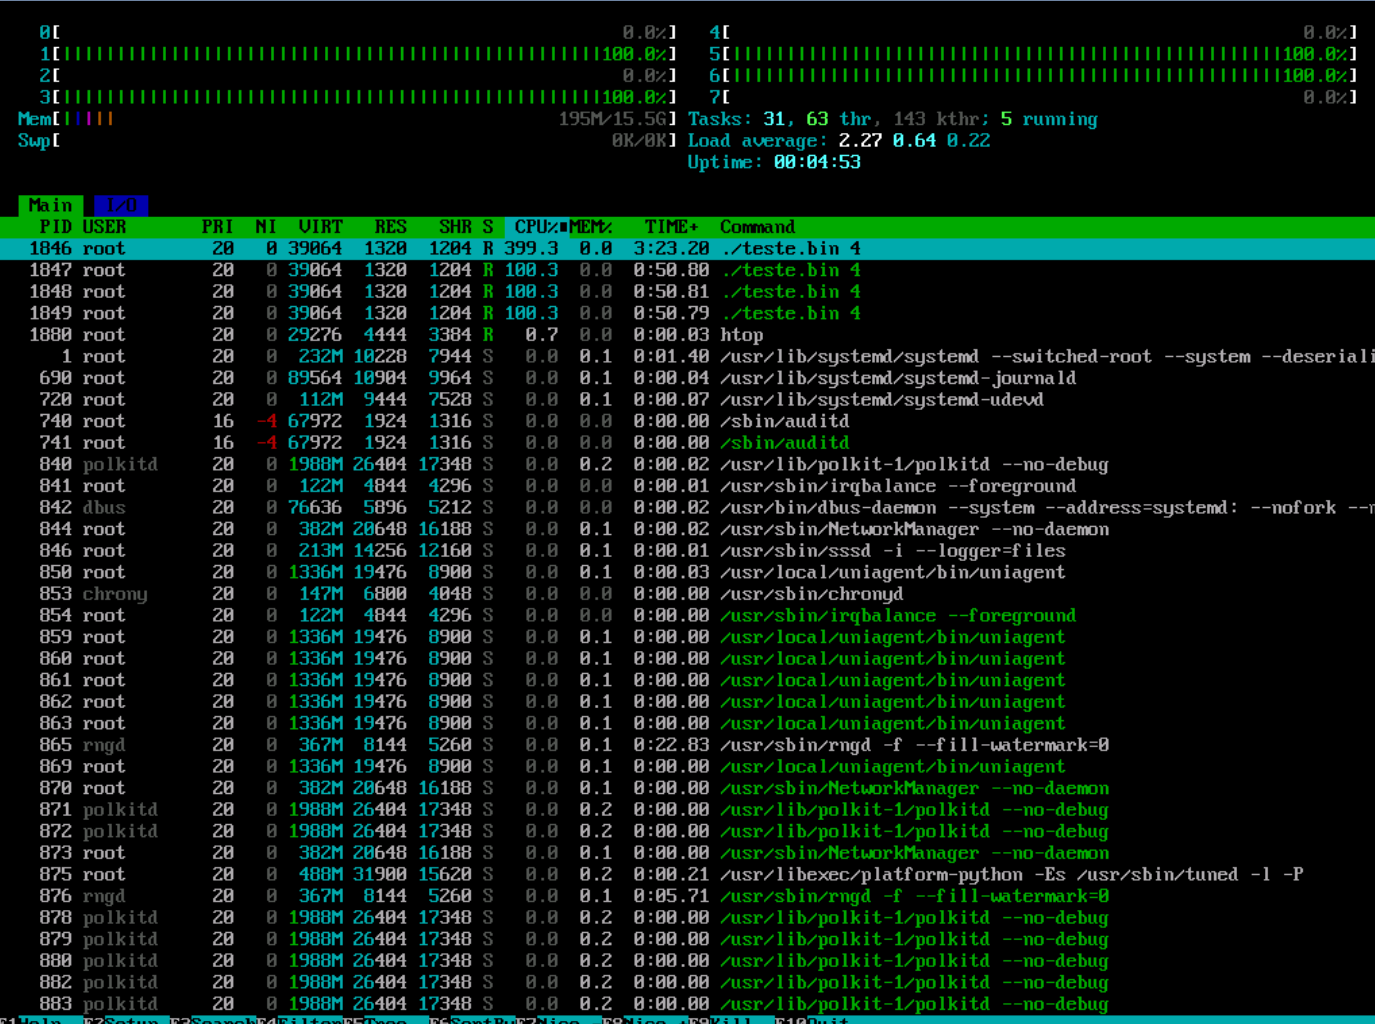 0[ 0.0%] 4[ 0.0%]
1[||||||||||||||||||||||||||||||||||||||||||||||||||100.0%] 5[||||||||||||||||||||||||||||||||||||||||||||||||||100.0%]
2[ 0.0%] 6[||||||||||||||||||||||||||||||||||||||||||||||||||100.0%]
3[||||||||||||||||||||||||||||||||||||||||||||||||||100.0%] 7[ 0.0%]
Mem[||||| 195M/15.5G] Tasks: 31, 63 thr, 143 kthr; 5 running
Swp[ 0K/0K] Load average: 2.27 0.64 0.22
Uptime: 00:04:53
Main I/O
PID USER PRI NI VIRT RES SHR S CPU% MEM% TIME+ Command
1846 root 20 0 39064 1320 1204 R 399.3 0.0 3:23.20 ./teste.bin 4
1847 root 20 0 39064 1320 1204 R 100.3 0.0 0:50.80 ./teste.bin 4
1848 root 20 0 39064 1320 1204 R 100.3 0.0 0:50.81 ./teste.bin 4
1849 root 20 0 39064 1320 1204 R 100.3 0.0 0:50.79 ./teste.bin 4
1880 root 20 0 29276 4444 3384 R 0.7 0.0 0:00.03 htop
1 root 20 0 232M 10228 7944 S 0.0 0.1 0:01.40 /usr/lib/systemd/systemd --switched-root --system --deseriali
690 root 20 0 89564 10904 9964 S 0.0 0.1 0:00.04 /usr/lib/systemd/systemd-journald
720 root 20 0 112M 9444 7528 S 0.0 0.1 0:00.07 /usr/lib/systemd/systemd-udevd
740 root 16 -4 67972 1924 1316 S 0.0 0.0 0:00.00 /sbin/auditd
741 root 16 -4 67972 1924 1316 S 0.0 0.0 0:00.00 /sbin/auditd
840 polkitd 20 0 1988M 26404 17348 S 0.0 0.2 0:00.02 /usr/lib/polkit-1/polkitd --no-debug
841 root 20 0 122M 4844 4296 S 0.0 0.0 0:00.01 /usr/sbin/irqbalance --foreground
842 dbus 20 0 76636 5896 5212 S 0.0 0.0 0:00.02 /usr/bin/dbus-daemon --system --address=systemd: --nofork --n
844 root 20 0 382M 20648 16188 S 0.0 0.1 0:00.02 /usr/sbin/NetworkManager --no-daemon
846 root 20 0 213M 14256 12160 S 0.0 0.1 0:00.01 /usr/sbin/sssd -i --logger=files
850 root 20 0 1336M 19476 8900 S 0.0 0.1 0:00.03 /usr/local/uniagent/bin/uniagent
853 chrony 20 0 147M 6800 4048 S 0.0 0.0 0:00.00 /usr/sbin/chronyd
854 root 20 0 122M 4844 4296 S 0.0 0.0 0:00.00 /usr/sbin/irqbalance --foreground
859 root 20 0 1336M 19476 8900 S 0.0 0.1 0:00.00 /usr/local/uniagent/bin/uniagent
860 root 20 0 1336M 19476 8900 S 0.0 0.1 0:00.00 /usr/local/uniagent/bin/uniagent
861 root 20 0 1336M 19476 8900 S 0.0 0.1 0:00.00 /usr/local/uniagent/bin/uniagent
862 root 20 0 1336M 19476 8900 S 0.0 0.1 0:00.00 /usr/local/uniagent/bin/uniagent
863 root 20 0 1336M 19476 8900 S 0.0 0.1 0:00.00 /usr/local/uniagent/bin/uniagent
865 rngd 20 0 367M 8144 5260 S 0.0 0.1 0:22.83 /usr/sbin/rngd -f --fill-watermark=0
869 root 20 0 1336M 19476 8900 S 0.0 0.1 0:00.00 /usr/local/uniagent/bin/uniagent
870 root 20 0 382M 20648 16188 S 0.0 0.1 0:00.00 /usr/sbin/NetworkManager --no-daemon
871 polkitd 20 0 1988M 26404 17348 S 0.0 0.2 0:00.00 /usr/lib/polkit-1/polkitd --no-debug
872 polkitd 20 0 1988M 26404 17348 S 0.0 0.2 0:00.00 /usr/lib/polkit-1/polkitd --no-debug
873 root 20 0 382M 20648 16188 S 0.0 0.1 0:00.00 /usr/sbin/NetworkManager --no-daemon
875 root 20 0 488M 31900 15620 S 0.0 0.2 0:00.21 /usr/libexec/platform-python -Es /usr/sbin/tuned -l -P
876 rngd 20 0 367M 8144 5260 S 0.0 0.1 0:05.71 /usr/sbin/rngd -f --fill-watermark=0
878 polkitd 20 0 1988M 26404 17348 S 0.0 0.2 0:00.00 /usr/lib/polkit-1/polkitd --no-debug
879 polkitd 20 0 1988M 26404 17348 S 0.0 0.2 0:00.00 /usr/lib/polkit-1/polkitd --no-debug
880 polkitd 20 0 1988M 26404 17348 S 0.0 0.2 0:00.00 /usr/lib/polkit-1/polkitd --no-debug
882 polkitd 20 0 1988M 26404 17348 S 0.0 0.2 0:00.00 /usr/lib/polkit-1/polkitd --no-debug
883 polkitd 20 0 1988M 26404 17348 S 0.0 0.2 0:00.00 /usr/lib/polkit-1/polkitd --no-debug
F1Help F2Setup F3SearchF4FilterF5Tree F6SortByF7Nice -F8Nice +F9Kill F10Quit